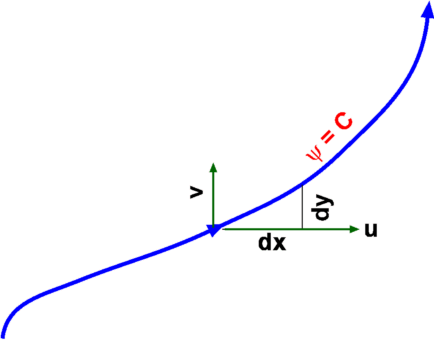 ψ = C
v
dy
u
dx